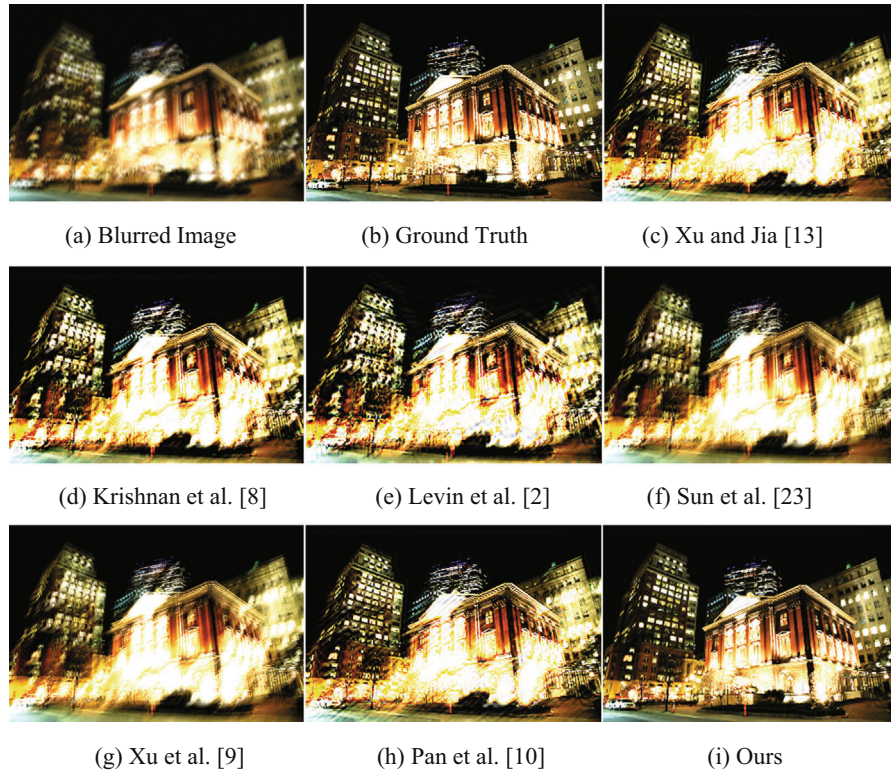 (a) Blurred Image
(b) Ground Truth
(c) Xu and Jia [13]
(d) Krishnan et al. [8]
(e) Levin et al. [2]
(f) Sun et al. [23]
(g) Xu et al. [9]
(h) Pan et al. [10]
(i) Ours